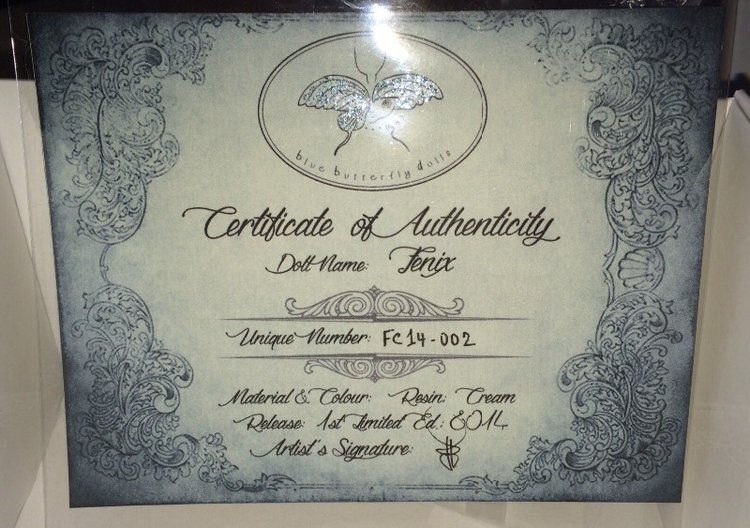 blue butterfly dolls
Certificate of Authenticity
Doll Name: Fenix
Unique Number: FC14-002
Material & Colour: Resin: Cream
Release: 1st Limited Ed.: 2014
Artist's Signature: